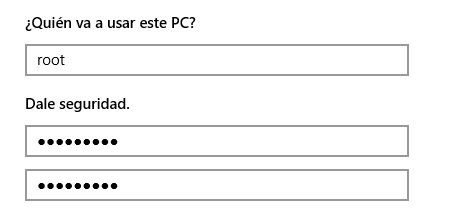 ¿Quién va a usar este PC?
root
Dale seguridad.
●●●●●●●●●
●●●●●●●●●